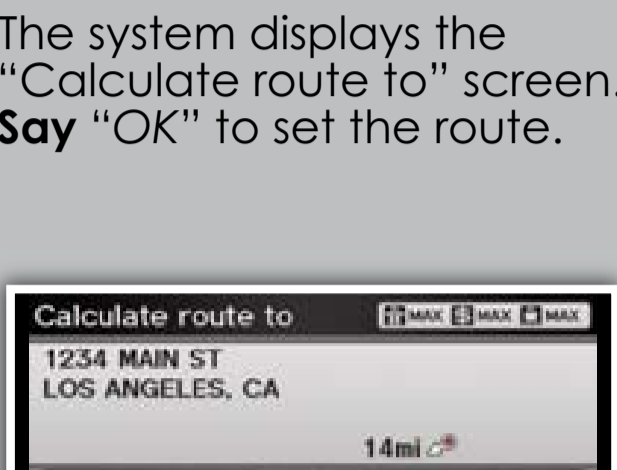 The system displays the
“Calculate route to” screen.
Say “OK” to set the route.
Calculate route to MAX MAX MAX
1234 MAIN ST
LOS ANGELES, CA
14mi